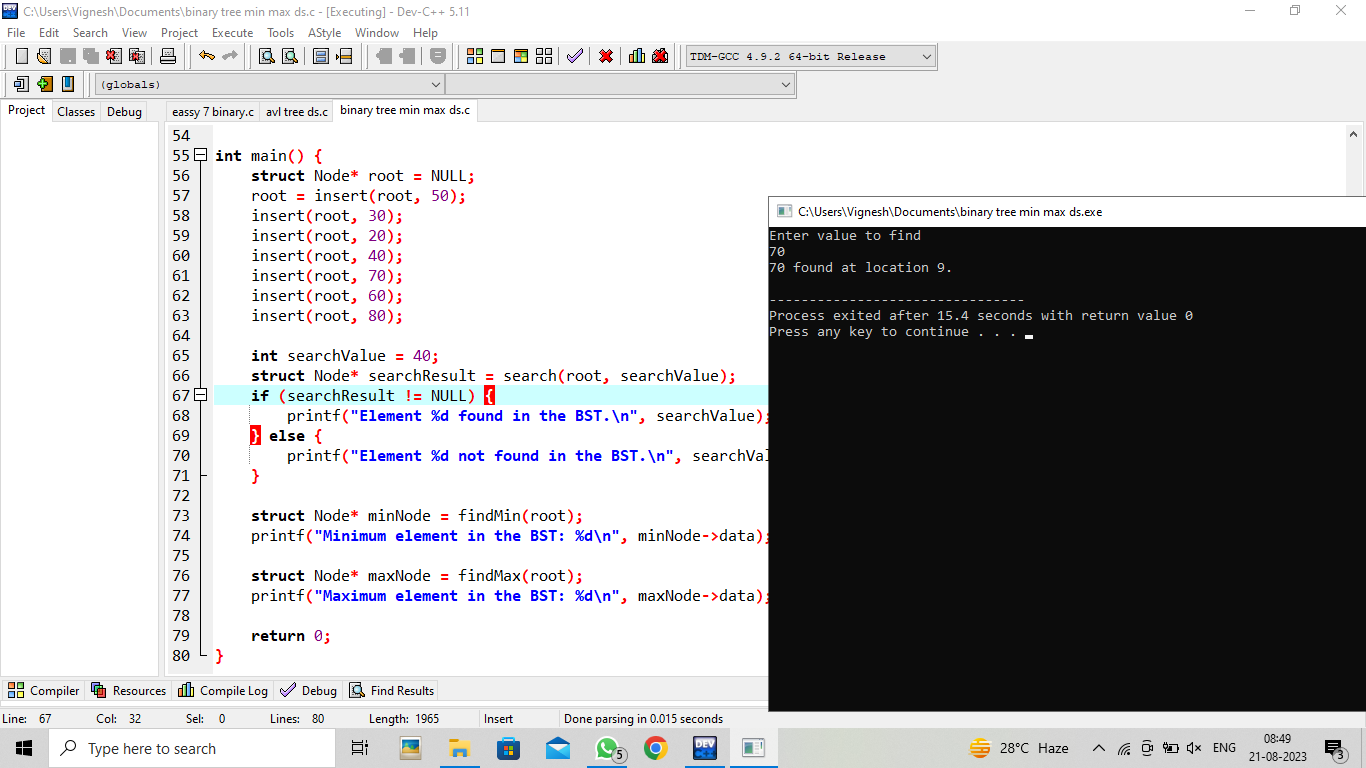 C:\Users\Vignesh\Documents\binary tree min max ds.c - [Executing] - Dev-C++ 5.11
File Edit Search View Project Execute Tools AStyle Window Help
TDM-GCC 4.9.2 64-bit Release
(globals)
Project Classes Debug
eassy 7 binary.c avl tree ds.c binary tree min max ds.c
54
55 int main() {
56 struct Node* root = NULL;
57 root = insert(root, 50);
58 insert(root, 30);
59 insert(root, 20);
60 insert(root, 40);
61 insert(root, 70);
62 insert(root, 60);
63 insert(root, 80);
64
65 int searchValue = 40;
66 struct Node* searchResult = search(root, searchValue);
67 if (searchResult != NULL) {
68 printf("Element %d found in the BST.\n", searchValue);
69 } else {
70 printf("Element %d not found in the BST.\n", searchVal
71 }
72
73 struct Node* minNode = findMin(root);
74 printf("Minimum element in the BST: %d\n", minNode->data);
75
76 struct Node* maxNode = findMax(root);
77 printf("Maximum element in the BST: %d\n", maxNode->data);
78
79 return 0;
80 }
C:\Users\Vignesh\Documents\binary tree min max ds.exe
Enter value to find
70
70 found at location 9.
--------------------------------
Process exited after 15.4 seconds with return value 0
Press any key to continue . . .
Compiler Resources Compile Log Debug Find Results
Line: 67 Col: 32 Sel: 0 Lines: 80 Length: 1965 Insert Done parsing in 0.015 seconds
Type here to search
5
DEV
28°C Haze
ENG
08:49
21-08-2023
3